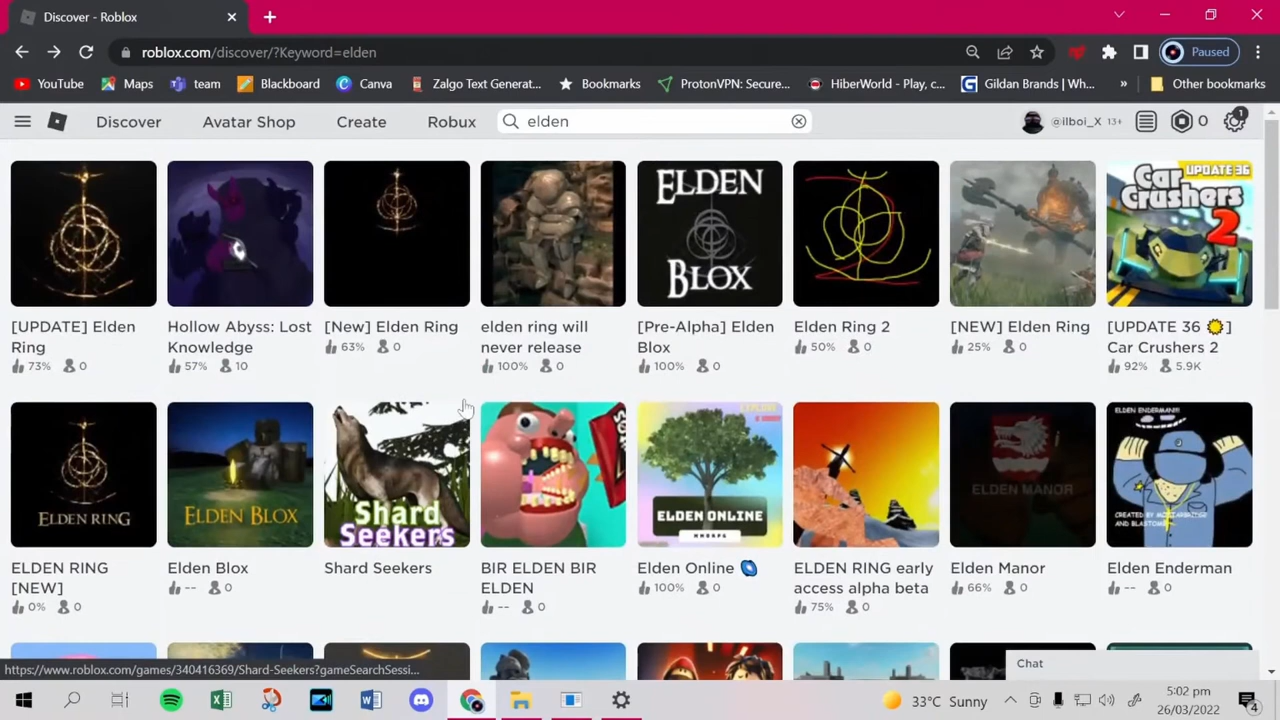 Discover - Roblox
roblox.com/discover/?Keyword=elden
Paused
YouTube Maps team Blackboard Canva Zalgo Text Generat... Bookmarks ProtonVPN: Secure... HiberWorld - Play, c... Gildan Brands | Wh... » Other bookmarks
Discover Avatar Shop Create Robux elden @ilboi_X 13+ 0 1
ELDEN
BLOX
UPDATE 36
Car
Crushers
2
[UPDATE] Elden
Ring
73% 0
Hollow Abyss: Lost
Knowledge
57% 10
[New] Elden Ring
63% 0
elden ring will
never release
100% 0
[Pre-Alpha] Elden
Blox
100% 0
Elden Ring 2
50% 0
[NEW] Elden Ring
25% 0
[UPDATE 36 ]
Car Crushers 2
92% 5.9K
ELDEN RING
ELDEN BLOX
Shard
Seekers
ELDEN ONLINE
MMORPG
ELDEN MANOR
ELDEN ENDERMAN!!!
AND BLASTOMA
ELDEN RING
[NEW]
0% 0
Elden Blox
-- 0
Shard Seekers
BIR ELDEN BIR
ELDEN
-- 0
Elden Online
100% 0
ELDEN RING early
access alpha beta
75% 0
Elden Manor
66% 0
Elden Enderman
-- 0
https://www.roblox.com/games/340416369/Shard-Seekers?gameSearchSessi...
Chat
33°C Sunny
5:02 pm
26/03/2022
4